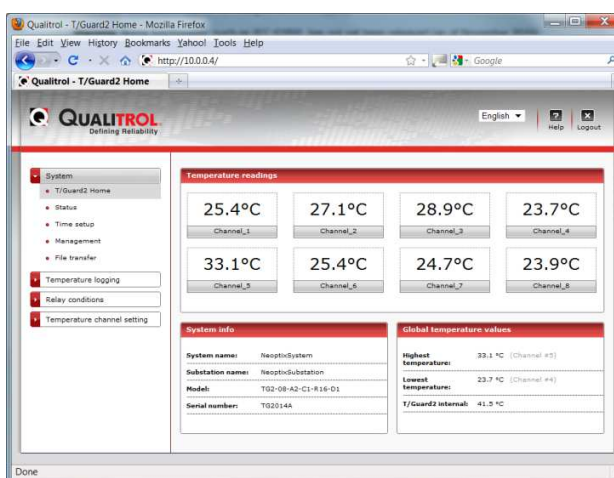 Qualitrol - T/Guard2 Home - Mozilla Firefox
File Edit View History Bookmarks Yahoo! Tools Help
http://10.0.0.4/
Google
Qualitrol - T/Guard2 Home
QUALITROL
Defining Reliability
English
Help
Logout
System
T/Guard2 Home
Status
Time setup
Management
File transfer
Temperature logging
Relay conditions
Temperature channel setting
Temperature readings
25.4°C 27.1°C 28.9°C 23.7°C
Channel_1 Channel_2 Channel_3 Channel_4
33.1°C 25.4°C 24.7°C 23.9°C
Channel_5 Channel_6 Channel_7 Channel_8
System info
System name: NeoptixSystem
Substation name: NeoptixSubstation
Model: TG2-08-A2-C1-R16-D1
Serial number: TG2014A
Global temperature values
Highest temperature: 33.1 °C (Channel #5)
Lowest temperature: 23.7 °C (Channel #4)
T/Guard2 internal: 41.5 °C
Done